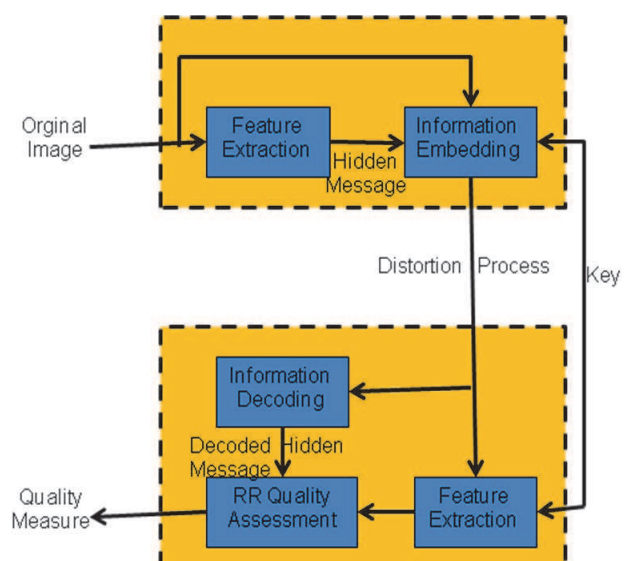 Orginal
Image
Feature
Extraction
Hidden
Message
Information
Embedding
Distortion Process
Key
Information
Decoding
Decoded Hidden
Message
RR Quality
Assessment
Feature
Extraction
Quality
Measure